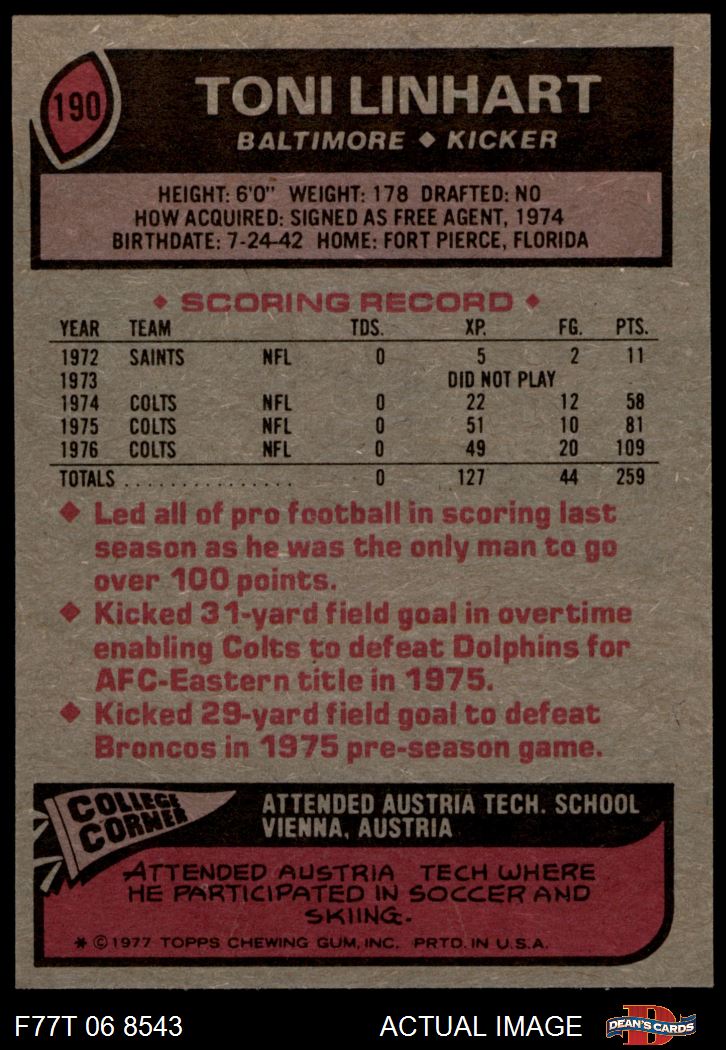 190
TONI LINHART
BALTIMORE ◆ KICKER
HEIGHT: 6'0" WEIGHT: 178 DRAFTED: NO
HOW ACQUIRED: SIGNED AS FREE AGENT, 1974
BIRTHDATE: 7-24-42 HOME: FORT PIERCE, FLORIDA
◆ SCORING RECORD ◆
YEAR TEAM TDS. XP. FG. PTS.
1972 SAINTS NFL 0 5 2 11
1973 DID NOT PLAY
1974 COLTS NFL 0 22 12 58
1975 COLTS NFL 0 51 10 81
1976 COLTS NFL 0 49 20 109
TOTALS . . . . . . . . . . . . . . . 0 127 44 259
◆ Led all of pro football in scoring last
season as he was the only man to go
over 100 points.
◆ Kicked 31-yard field goal in overtime
enabling Colts to defeat Dolphins for
AFC-Eastern title in 1975.
◆ Kicked 29-yard field goal to defeat
Broncos in 1975 pre-season game.
COLLEGE
CORNER
ATTENDED AUSTRIA TECH. SCHOOL
VIENNA, AUSTRIA
ATTENDED AUSTRIA TECH WHERE
HE PARTICIPATED IN SOCCER AND
SKIING.
* © 1977 TOPPS CHEWING GUM, INC. PRTD. IN U.S.A.
F77T 06 8543
ACTUAL IMAGE
D
DEAN'S CARDS